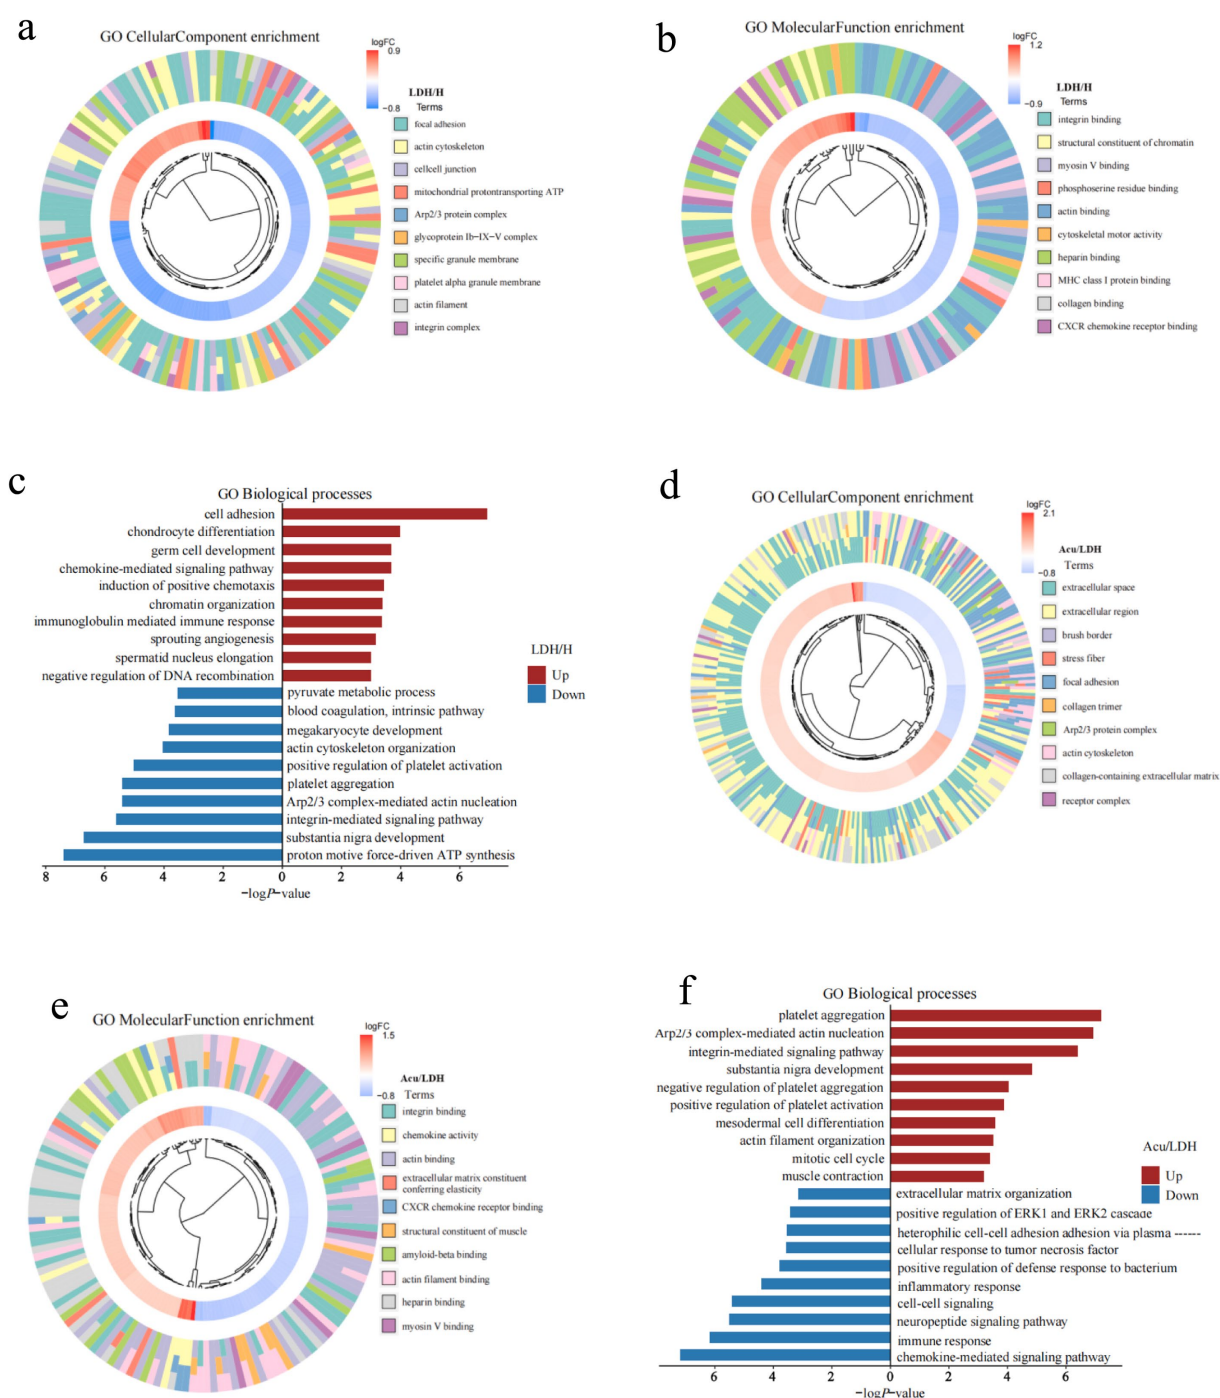 a
GO CellularComponent enrichment
logFC
0.9
−0.8
LDH/H
Terms
focal adhesion
actin cytoskeleton
cellcell junction
mitochondrial protontransporting ATP
Arp2/3 protein complex
glycoprotein Ib−IX−V complex
specific granule membrane
platelet alpha granule membrane
actin filament
integrin complex
b
GO MolecularFunction enrichment
logFC
1.2
−0.9
LDH/H
Terms
integrin binding
structural constituent of chromatin
myosin V binding
phosphoserine residue binding
actin binding
cytoskeletal motor activity
heparin binding
MHC class I protein binding
collagen binding
CXCR chemokine receptor binding
c
GO Biological processes
cell adhesion
chondrocyte differentiation
germ cell development
chemokine-mediated signaling pathway
induction of positive chemotaxis
chromatin organization
immunoglobulin mediated immune response
sprouting angiogenesis
spermatid nucleus elongation
negative regulation of DNA recombination
pyruvate metabolic process
blood coagulation, intrinsic pathway
megakaryocyte development
actin cytoskeleton organization
positive regulation of platelet activation
platelet aggregation
Arp2/3 complex-mediated actin nucleation
integrin-mediated signaling pathway
substantia nigra development
proton motive force-driven ATP synthesis
8 6 4 2 0 2 4 6
−logP−value
LDH/H
Up
Down
d
GO CellularComponent enrichment
logFC
2.1
−0.8
Acu/LDH
Terms
extracellular space
extracellular region
brush border
stress fiber
focal adhesion
collagen trimer
Arp2/3 protein complex
actin cytoskeleton
collagen-containing extracellular matrix
receptor complex
e
GO MolecularFunction enrichment
logFC
1.5
−0.8
Acu/LDH
Terms
integrin binding
chemokine activity
actin binding
extracellular matrix constituent
conferring elasticity
CXCR chemokine receptor binding
structural constituent of muscle
amyloid-beta binding
actin filament binding
heparin binding
myosin V binding
f
GO Biological processes
platelet aggregation
Arp2/3 complex-mediated actin nucleation
integrin-mediated signaling pathway
substantia nigra development
negative regulation of platelet aggregation
positive regulation of platelet activation
mesodermal cell differentiation
actin filament organization
mitotic cell cycle
muscle contraction
extracellular matrix organization
positive regulation of ERK1 and ERK2 cascade
heterophilic cell-cell adhesion adhesion via plasma ------
cellular response to tumor necrosis factor
positive regulation of defense response to bacterium
inflammatory response
cell-cell signaling
neuropeptide signaling pathway
immune response
chemokine-mediated signaling pathway
6 4 2 0 2 4 6
−logP−value
Acu/LDH
Up
Down